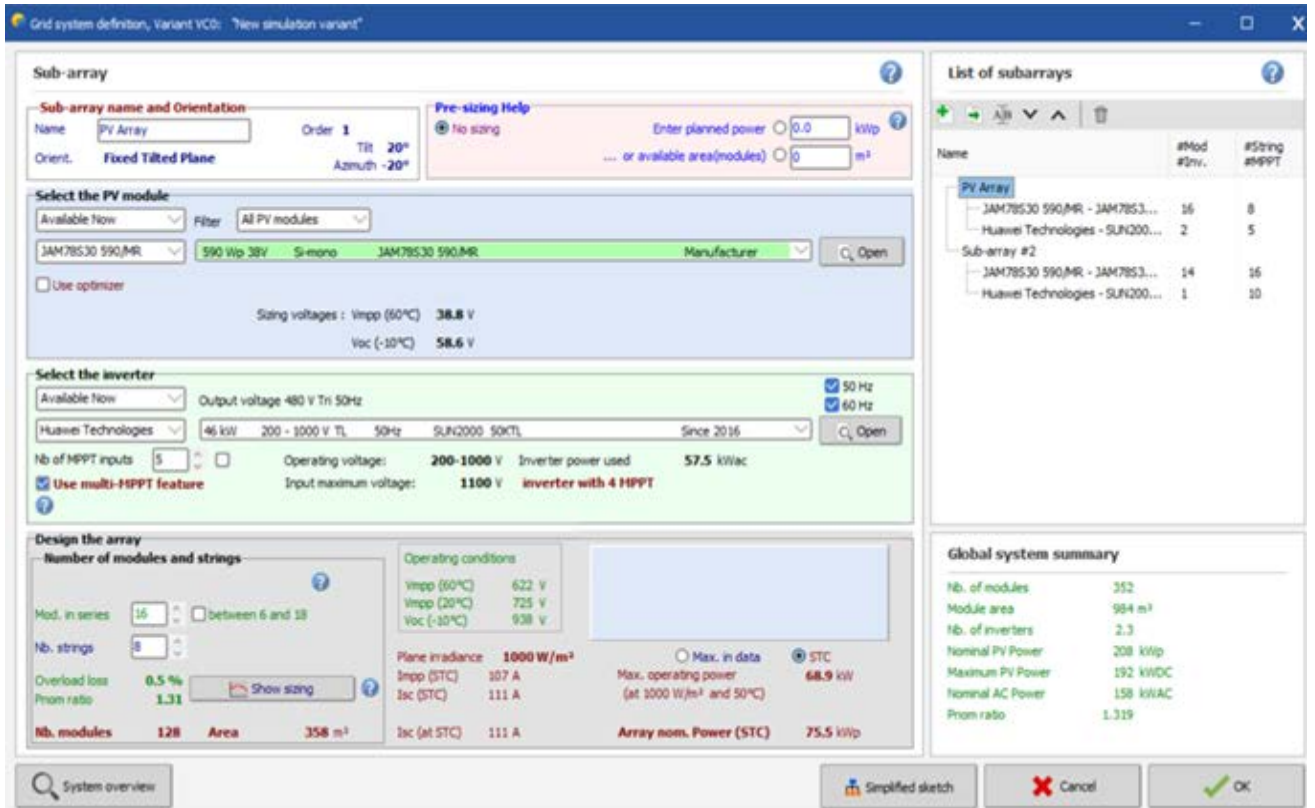 Grid system definition, Variant VC0: "New simulation variant"
Sub-array
Sub-array name and Orientation
Name PV Array
Order 1
Tilt 20°
Orient. Fixed Tilted Plane
Azimuth -20°
Pre-sizing Help
No sizing
Enter planned power 0.0 kWp
... or available area(modules) 0 m²
Select the PV module
Available Now Filter All PV modules
JAM78S30 590/MR 590 Wp 38V Si-mono JAM78S30 590/MR Manufacturer Open
Use optimizer
Sizing voltages : Vmpp (60°C) 38.8 V
Voc (-10°C) 58.6 V
Select the inverter
Available Now Output voltage 480 V Tri 50Hz
50 Hz
60 Hz
Huawei Technologies 46 kW 200 - 1000 V TL 50Hz SUN2000 50KTL Since 2016 Open
Nb of MPPT inputs 5 Operating voltage: 200-1000 V Inverter power used 57.5 kWac
Use multi-MPPT feature Input maximum voltage: 1100 V inverter with 4 MPPT
Design the array
Number of modules and strings
Mod. in series 16 between 6 and 18
Nb. strings 8
Overload loss 0.5 %
Pnom ratio 1.31
Show sizing
Nb. modules 128 Area 358 m²
Operating conditions
Vmpp (60°C) 622 V
Vmpp (20°C) 725 V
Voc (-10°C) 938 V
Plane irradiance 1000 W/m²
Impp (STC) 107 A
Isc (STC) 111 A
Isc (at STC) 111 A
Max. in data STC
Max. operating power 68.9 kW
(at 1000 W/m² and 50°C)
Array nom. Power (STC) 75.5 kWp
List of subarrays
Name #Mod #String
#Inv. #MPPT
PV Array
JAM78S30 590/MR - JAM78S3... 16 8
Huawei Technologies - SUN200... 2 5
Sub-array #2
JAM78S30 590/MR - JAM78S3... 14 16
Huawei Technologies - SUN200... 1 10
Global system summary
Nb. of modules 352
Module area 984 m²
Nb. of inverters 2.3
Nominal PV Power 208 kWp
Maximum PV Power 192 kWDC
Nominal AC Power 158 kWAC
Pnom ratio 1.319
System overview
Simplified sketch
Cancel
OK